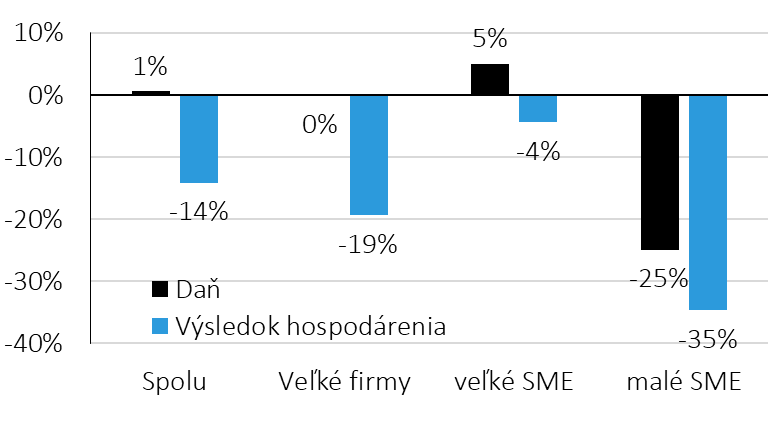 10%
0%
-10%
-20%
-30%
-40%
1%
-14%
0%
-19%
5%
-4%
-25%
-35%
Daň
Výsledok hospodárenia
Spolu
Veľké firmy
veľké SME
malé SME